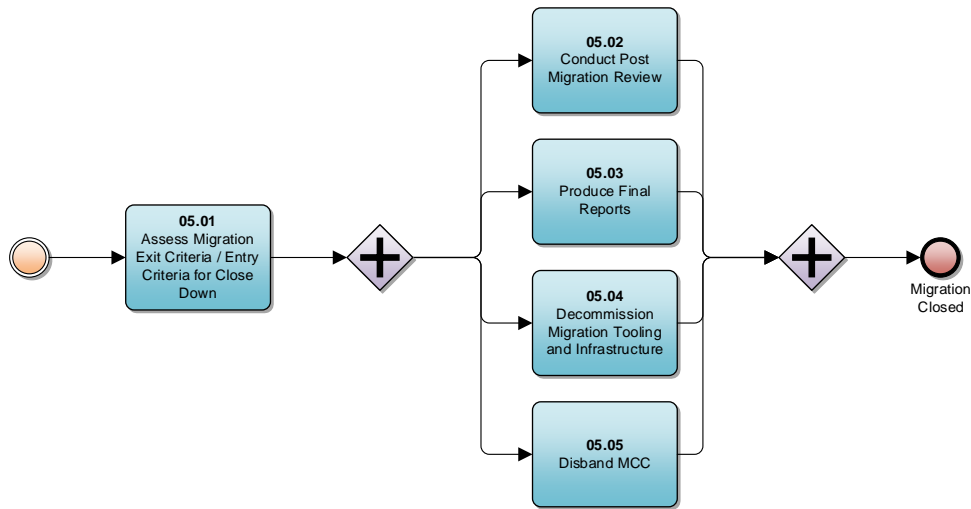 05.01
Assess Migration
Exit Criteria / Entry
Criteria for Close
Down
05.02
Conduct Post
Migration Review
05.03
Produce Final
Reports
05.04
Decommission
Migration Tooling
and Infrastructure
05.05
Disband MCC
Migration
Closed